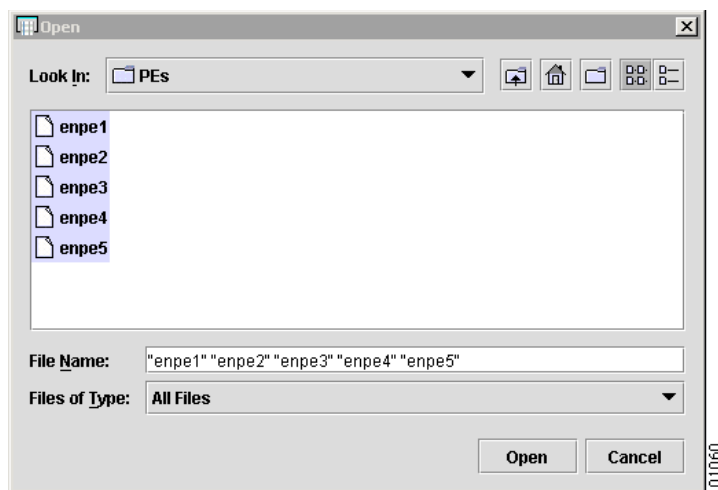 Open
Look In: PEs
enpe1
enpe2
enpe3
enpe4
enpe5
File Name: "enpe1" "enpe2" "enpe3" "enpe4" "enpe5"
Files of Type: All Files
Open Cancel
01060